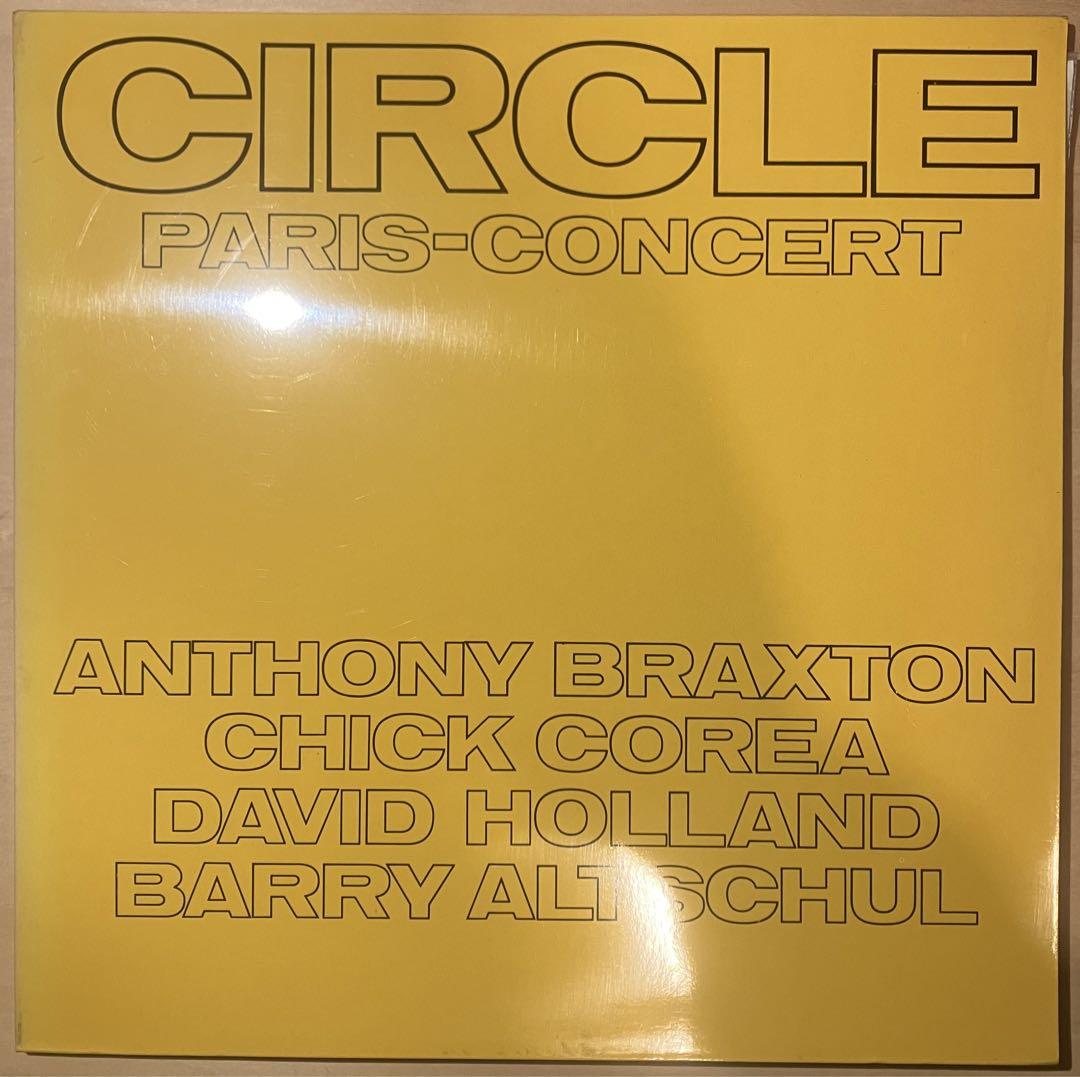 CIRCLE
PARIS-CONCERT
ANTHONY BRAXTON
CHICK COREA
DAVID HOLLAND
BARRY ALTSCHUL